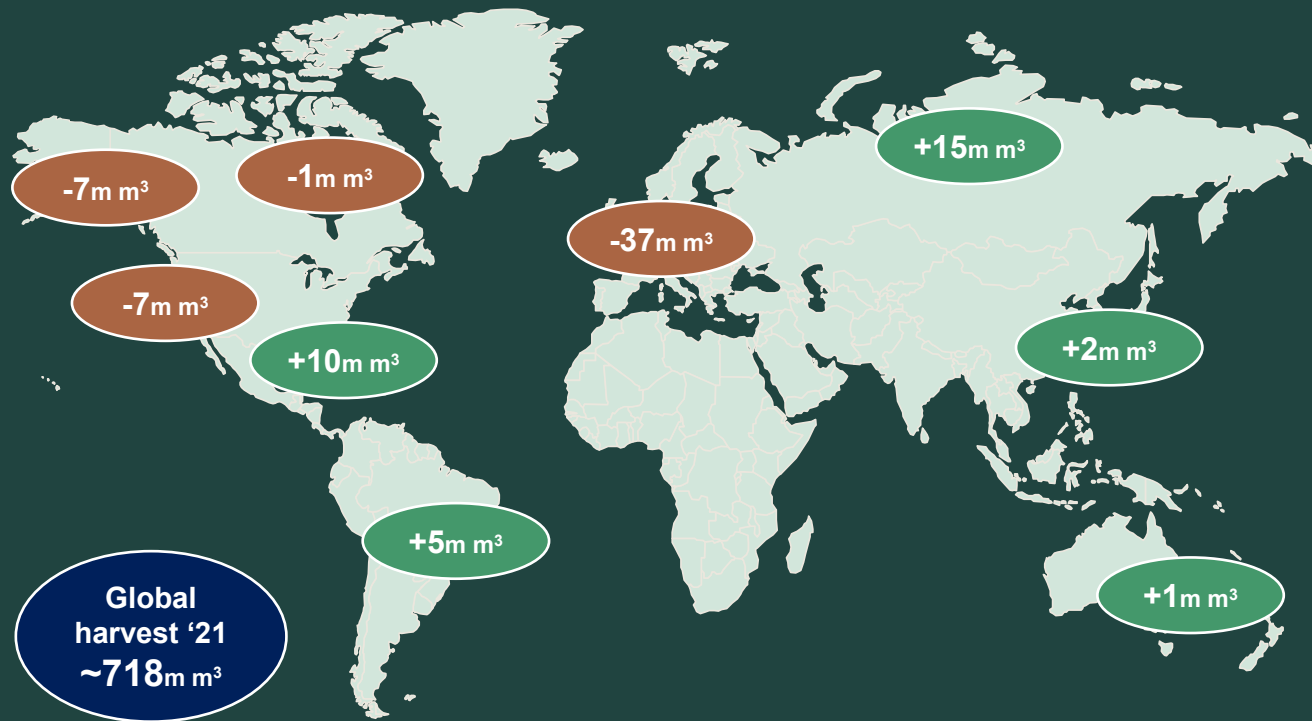 +15m m³
-1m m³
-7m m³
-37m m³
-7m m³
+2m m³
+10m m³
+5m m³
+1m m³
Global
harvest ‘21
~718m m³